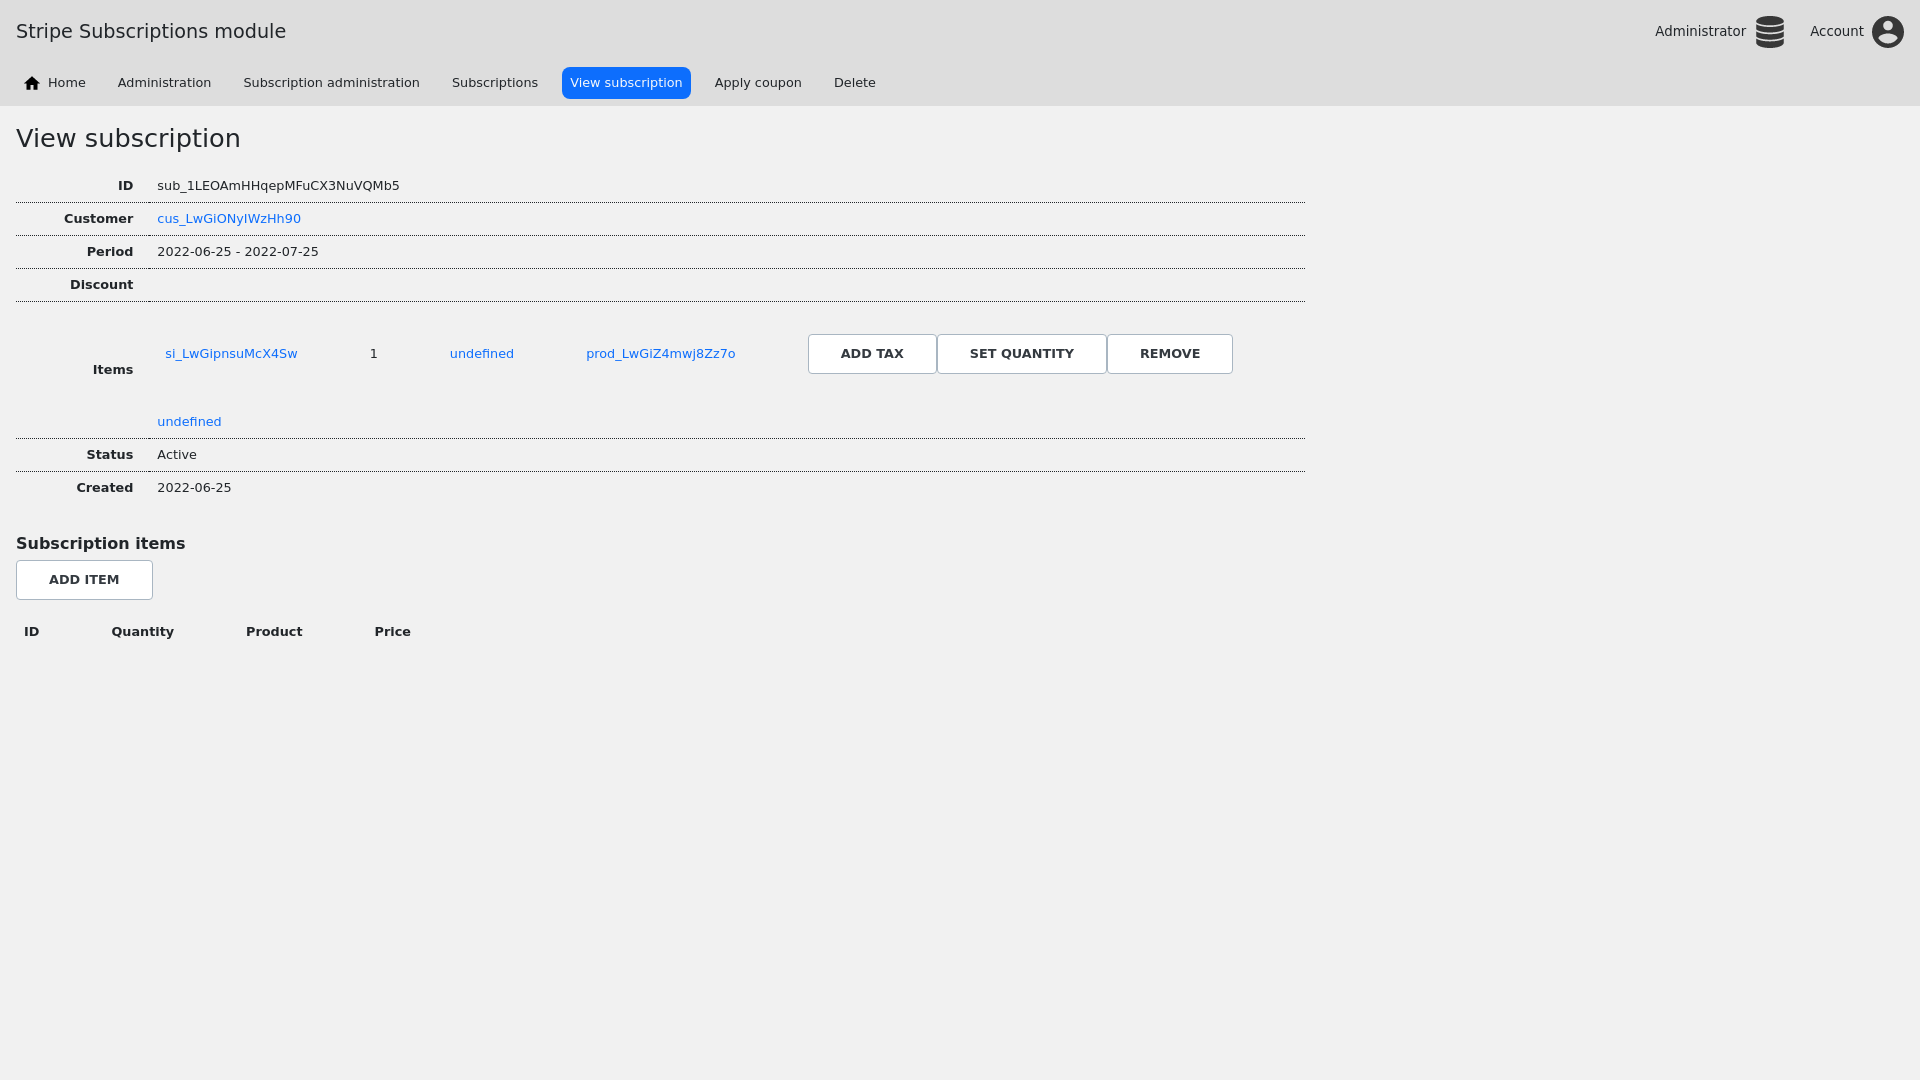 Stripe Subscriptions module
Administrator
Account
Home Administration Subscription administration Subscriptions View subscription Apply coupon Delete
View subscription
ID sub_1LEOAmHHqepMFuCX3NuVQMb5
Customer cus_LwGiONyIWzHh90
Period 2022-06-25 - 2022-07-25
Discount
Items si_LwGipnsuMcX4Sw 1 undefined prod_LwGiZ4mwj8Zz7o ADD TAX SET QUANTITY REMOVE
undefined
Status Active
Created 2022-06-25
Subscription items
ADD ITEM
ID Quantity Product Price